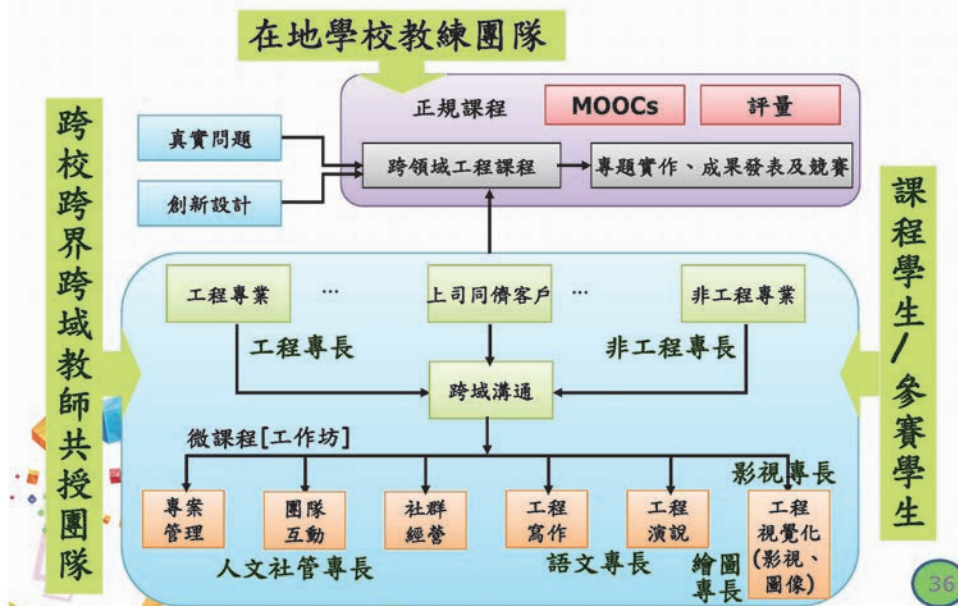 在地學校教練團隊
正規課程
MOOCs
評量
真實問題
創新設計
跨領域工程課程
專題實作、成果發表及競賽
跨校跨界跨域教師共授團隊
課程學生/參賽學生
工程專業
…
上司同儕客戶
…
非工程專業
工程專長
非工程專長
跨域溝通
微課程[工作坊]
影視專長
專案
管理
團隊
互動
社群
經營
工程
寫作
工程
演說
工程
視覺化
(影視、
圖像)
人文社管專長
語文專長
繪圖
專長
36